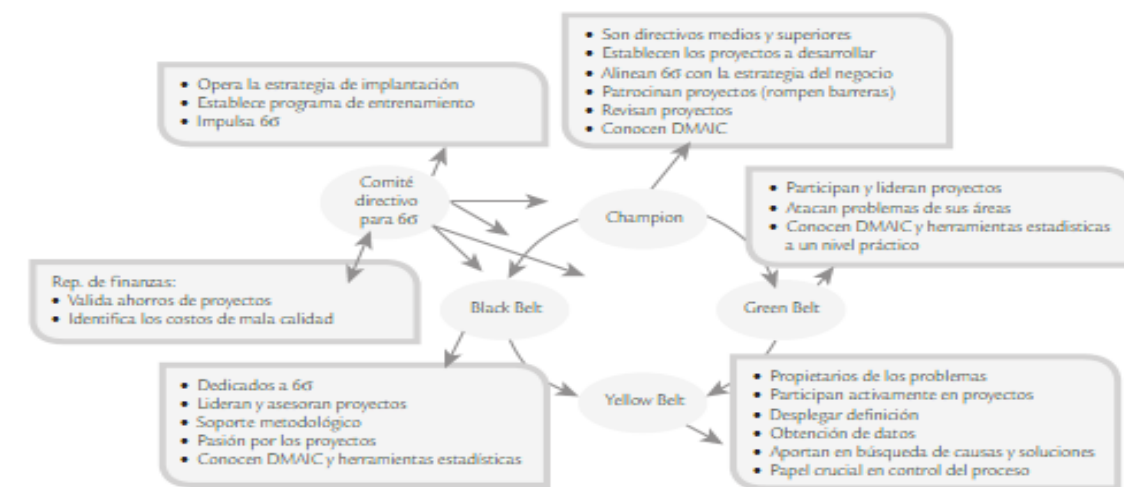 • Son directivos medios y superiores
• Establecen los proyectos a desarrollar
• Alinean 6σ con la estrategia del negocio
• Patrocinan proyectos (rompen barreras)
• Revisan proyectos
• Conocen DMAIC
• Opera la estrategia de implantación
• Establece programa de entrenamiento
• Impulsa 6σ
Comité
directivo
para 6σ
Champion
• Participan y lideran proyectos
• Atacan problemas de sus áreas
• Conocen DMAIC y herramientas estadísticas
a un nivel práctico
Rep. de finanzas:
• Valida ahorros de proyectos
• Identifica los costos de mala calidad
Black Belt
Green Belt
• Dedicados a 6σ
• Lideran y asesoran proyectos
• Soporte metodológico
• Pasión por los proyectos
• Conocen DMAIC y herramientas estadísticas
Yellow Belt
• Propietarios de los problemas
• Participan activamente en proyectos
• Desplegar definición
• Obtención de datos
• Aportan en búsqueda de causas y soluciones
• Papel crucial en control del proceso